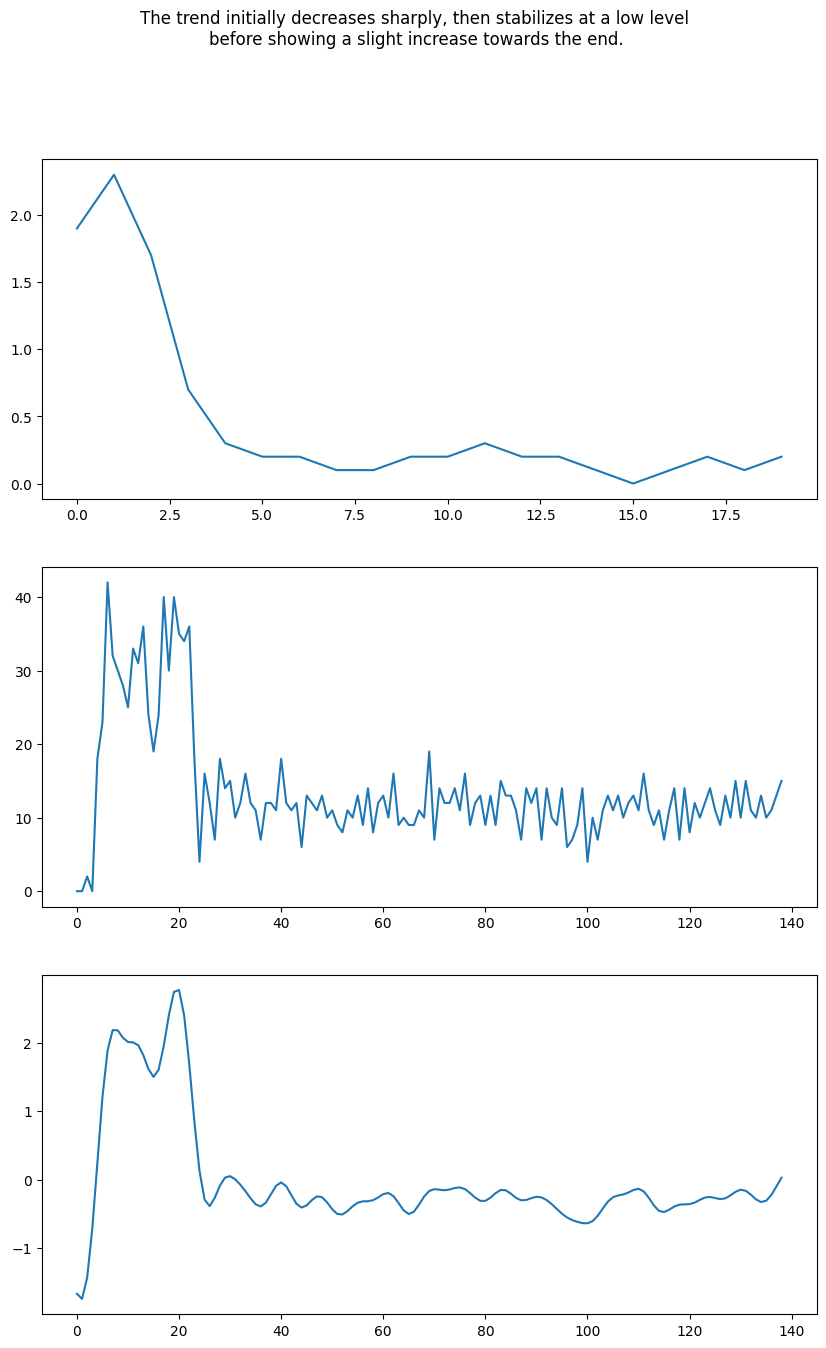 The trend initially decreases sharply, then stabilizes at a low level
before showing a slight increase towards the end.
2.0
1.5
1.0
0.5
0.0
0.0 2.5 5.0 7.5 10.0 12.5 15.0 17.5
40
30
20
10
0
0 20 40 60 80 100 120 140
2
1
0
−1
0 20 40 60 80 100 120 140